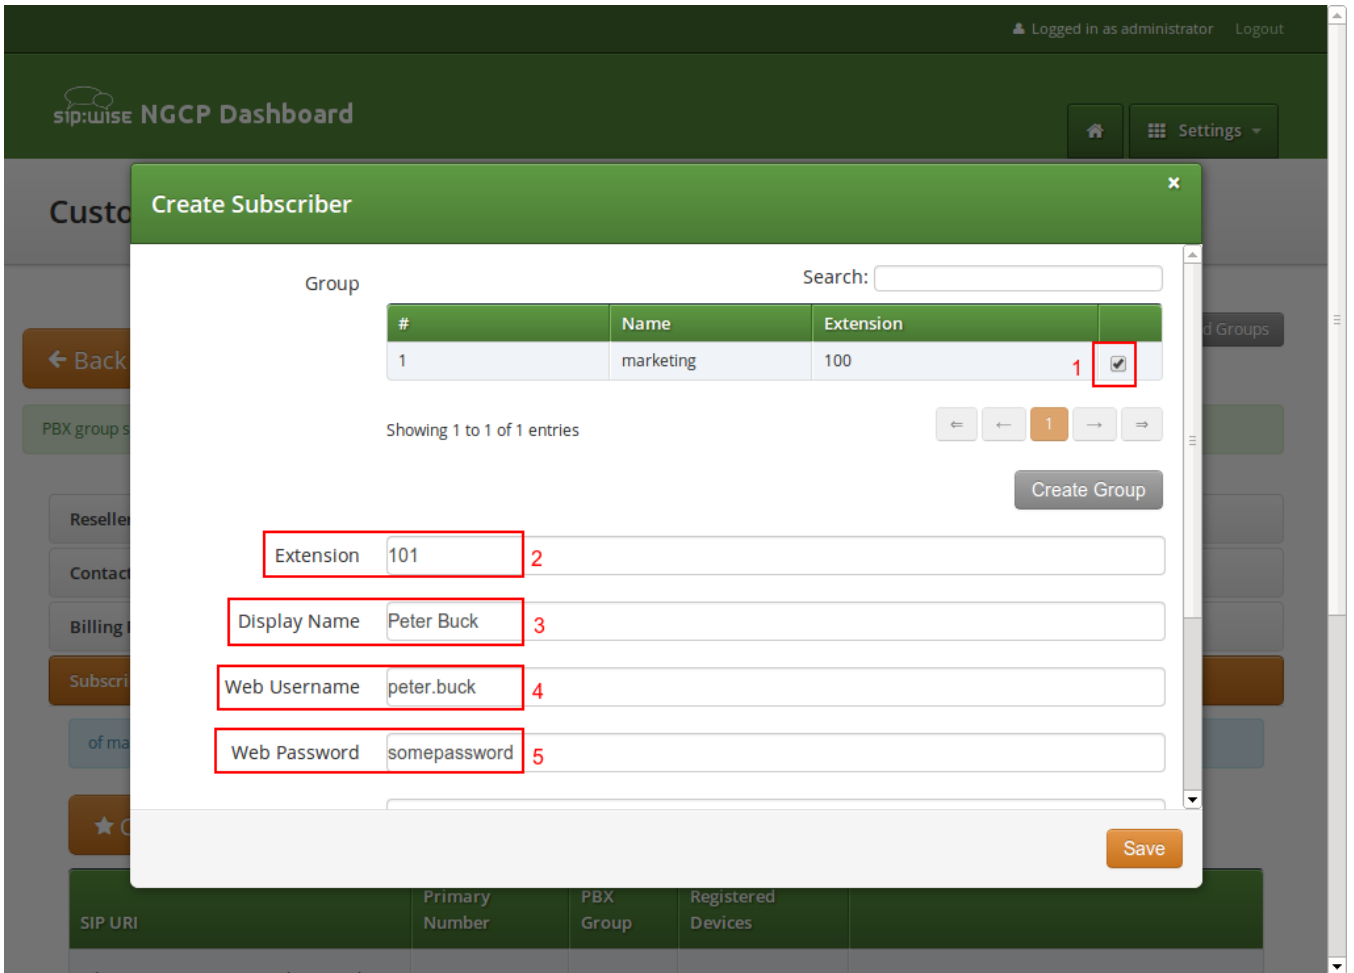 Logged in as administrator Logout
sip:wise NGCP Dashboard
Settings
Custo
Create Subscriber
×
Group
Search:
# Name Extension
1 marketing 100
1
d Groups
Back
PBX group s
Showing 1 to 1 of 1 entries
⇐ ← 1 → ⇒
Create Group
Reseller
Extension 101 2
Contact
Display Name Peter Buck 3
Billing
Web Username peter.buck 4
Subscri
Web Password somepassword 5
of ma
Save
SIP URI
Primary Number
PBX Group
Registered Devices